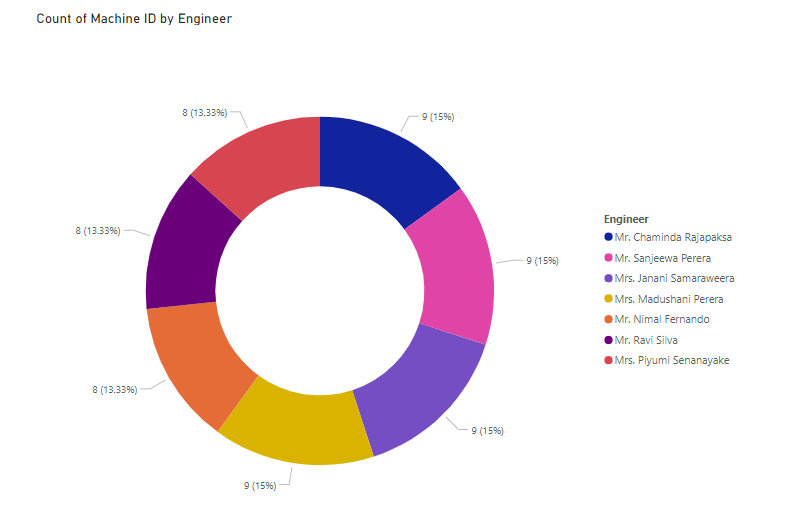 Count of Machine ID by Engineer
8 (13.33%)
9 (15%)
8 (13.33%)
9 (15%)
8 (13.33%)
9 (15%)
9 (15%)
Engineer
Mr. Chaminda Rajapaksa
Mr. Sanjeewa Perera
Mrs. Janani Samaraweera
Mrs. Madushani Perera
Mr. Nimal Fernando
Mr. Ravi Silva
Mrs. Piyumi Senanayake